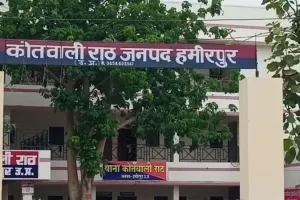 कोतवाली राठ जनपद हमीरपुर
ली राठ
थाना कोतवाली राठ